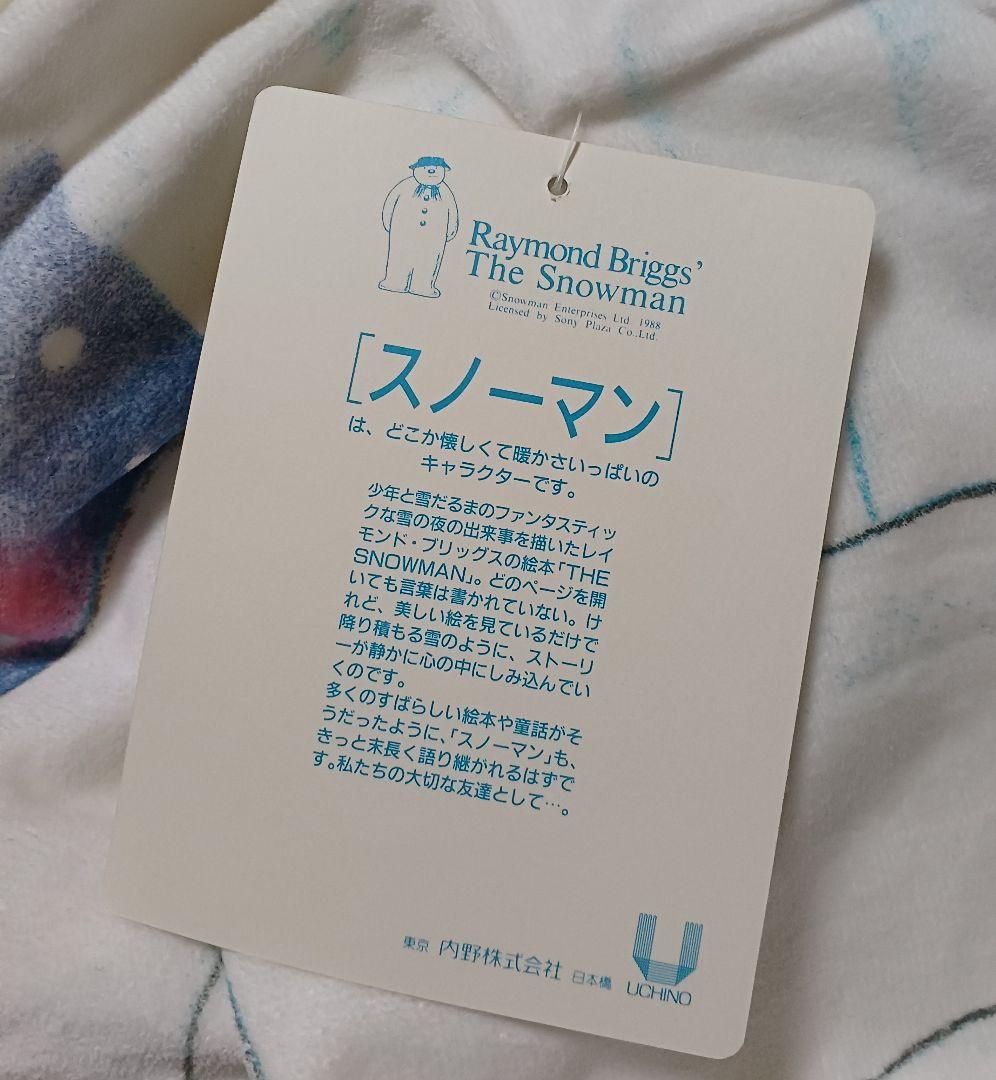 Raymond Briggs'
The Snowman
©Snowman Enterprises Ltd. 1988
Licensed by Sony Plaza Co.,Ltd.
[スノーマン]
は、どこか懐しくて暖かさいっぱいの
キャラクターです。
少年と雪だるまのファンタスティッ
クな雪の夜の出来事を描いたレイ
モンド・ブリッグスの絵本「THE
SNOWMAN」。どのページを開
いても言葉は書かれていない。け
れど、美しい絵を見ているだけで
降り積もる雪のように、ストーリ
ーが静かに心の中にしみ込んでい
くのです。
多くのすばらしい絵本や童話がそ
うだったように、「スノーマン」も、
きっと末長く語り継がれるはずで
す。私たちの大切な友達として…。
東京 内野株式会社 日本橋
UCHINO